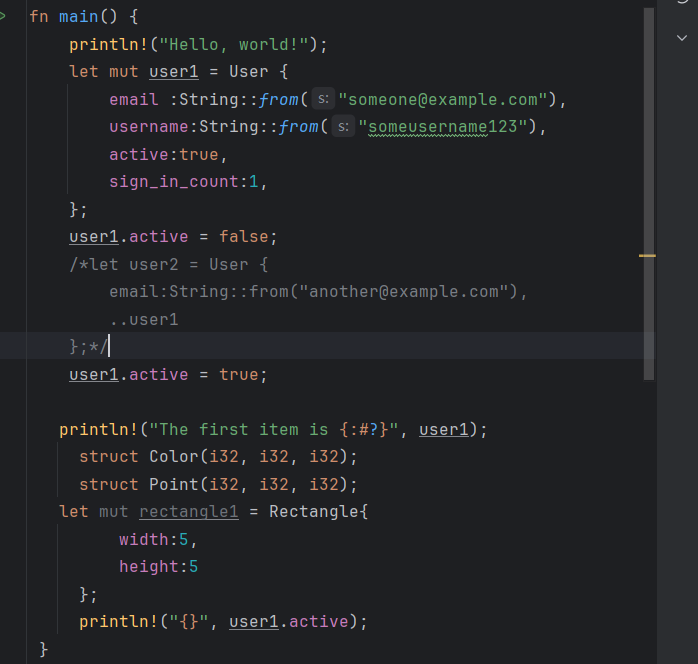 fn main() {
println!("Hello, world!");
let mut user1 = User {
email :String::from( s: "someone@example.com"),
username:String::from( s: "someusername123"),
active:true,
sign_in_count:1,
};
user1.active = false;
/*let user2 = User {
email:String::from("another@example.com"),
..user1
};*/
user1.active = true;
println!("The first item is {:#?}", user1);
struct Color(i32, i32, i32);
struct Point(i32, i32, i32);
let mut rectangle1 = Rectangle{
width:5,
height:5
};
println!("{}", user1.active);
}